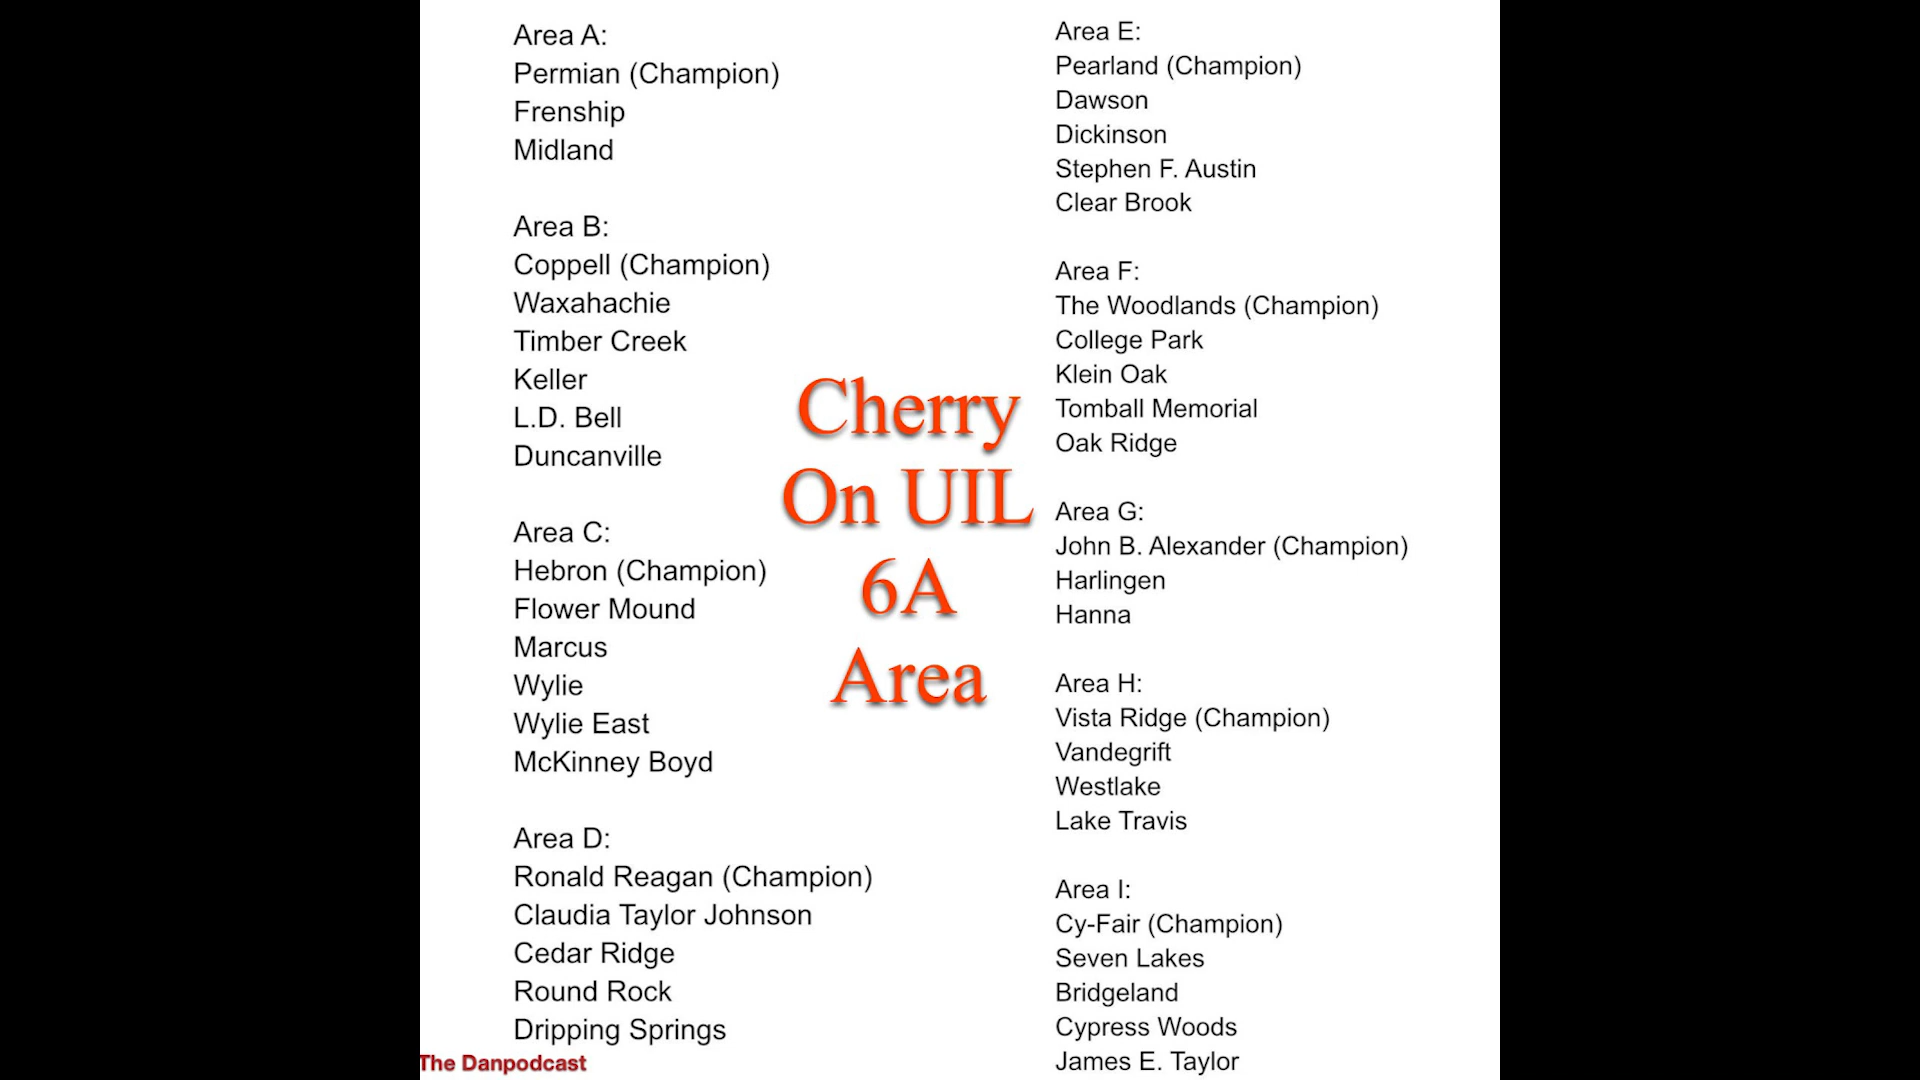 Area A:
Permian (Champion)
Frenship
Midland
Area B:
Coppell (Champion)
Waxahachie
Timber Creek
Keller
L.D. Bell
Duncanville
Area C:
Hebron (Champion)
Flower Mound
Marcus
Wylie
Wylie East
McKinney Boyd
Area D:
Ronald Reagan (Champion)
Claudia Taylor Johnson
Cedar Ridge
Round Rock
Dripping Springs
The Danpodcast
Cherry
On UIL
6A
Area
Area E:
Pearland (Champion)
Dawson
Dickinson
Stephen F. Austin
Clear Brook
Area F:
The Woodlands (Champion)
College Park
Klein Oak
Tomball Memorial
Oak Ridge
Area G:
John B. Alexander (Champion)
Harlingen
Hanna
Area H:
Vista Ridge (Champion)
Vandegrift
Westlake
Lake Travis
Area I:
Cy-Fair (Champion)
Seven Lakes
Bridgeland
Cypress Woods
James E. Taylor